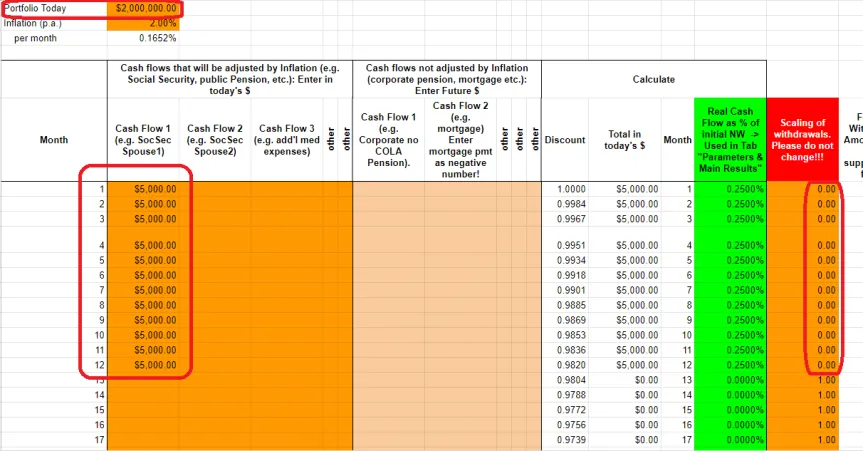 Portfolio Today $2,000,000.00
Inflation (p.a.) 2.00%
per month 0.1652%
Cash flows that will be adjusted by Inflation (e.g. Social Security, public Pension, etc.): Enter in today's $
Cash flows not adjusted by Inflation (corporate pension, mortgage etc.): Enter Future $
Calculate
Month
Cash Flow 1 (e.g. SocSec Spouse1)
Cash Flow 2 (e.g. SocSec Spouse2)
Cash Flow 3 (e.g. add'l med expenses)
other
other
Cash Flow 1 (e.g. Corporate no COLA Pension).
Cash Flow 2 (e.g. mortgage) Enter mortgage pmt as negative number!
other
other
other
Discount
Total in today's $
Month
Real Cash Flow as % of initial NW -> Used in Tab "Parameters & Main Results"
Scaling of withdrawals. Please do not change!!!
1 $5,000.00 1.0000 $5,000.00 1 0.2500% 0.00
2 $5,000.00 0.9984 $5,000.00 2 0.2500% 0.00
3 $5,000.00 0.9967 $5,000.00 3 0.2500% 0.00
4 $5,000.00 0.9951 $5,000.00 4 0.2500% 0.00
5 $5,000.00 0.9934 $5,000.00 5 0.2500% 0.00
6 $5,000.00 0.9918 $5,000.00 6 0.2500% 0.00
7 $5,000.00 0.9901 $5,000.00 7 0.2500% 0.00
8 $5,000.00 0.9885 $5,000.00 8 0.2500% 0.00
9 $5,000.00 0.9869 $5,000.00 9 0.2500% 0.00
10 $5,000.00 0.9853 $5,000.00 10 0.2500% 0.00
11 $5,000.00 0.9836 $5,000.00 11 0.2500% 0.00
12 $5,000.00 0.9820 $5,000.00 12 0.2500% 0.00
13 0.9804 $0.00 13 0.0000% 1.00
14 0.9788 $0.00 14 0.0000% 1.00
15 0.9772 $0.00 15 0.0000% 1.00
16 0.9756 $0.00 16 0.0000% 1.00
17 0.9739 $0.00 17 0.0000% 1.00